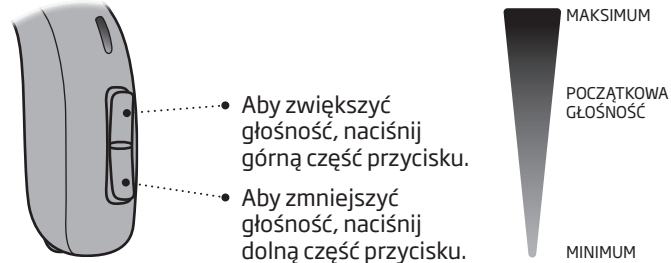 Aby zwiększyć
głośność, naciśnij
górną część przycisku.
Aby zmniejszyć
głośność, naciśnij
dolną część przycisku.
MAKSIMUM
POCZĄTKOWA
GŁOŚNOŚĆ
MINIMUM